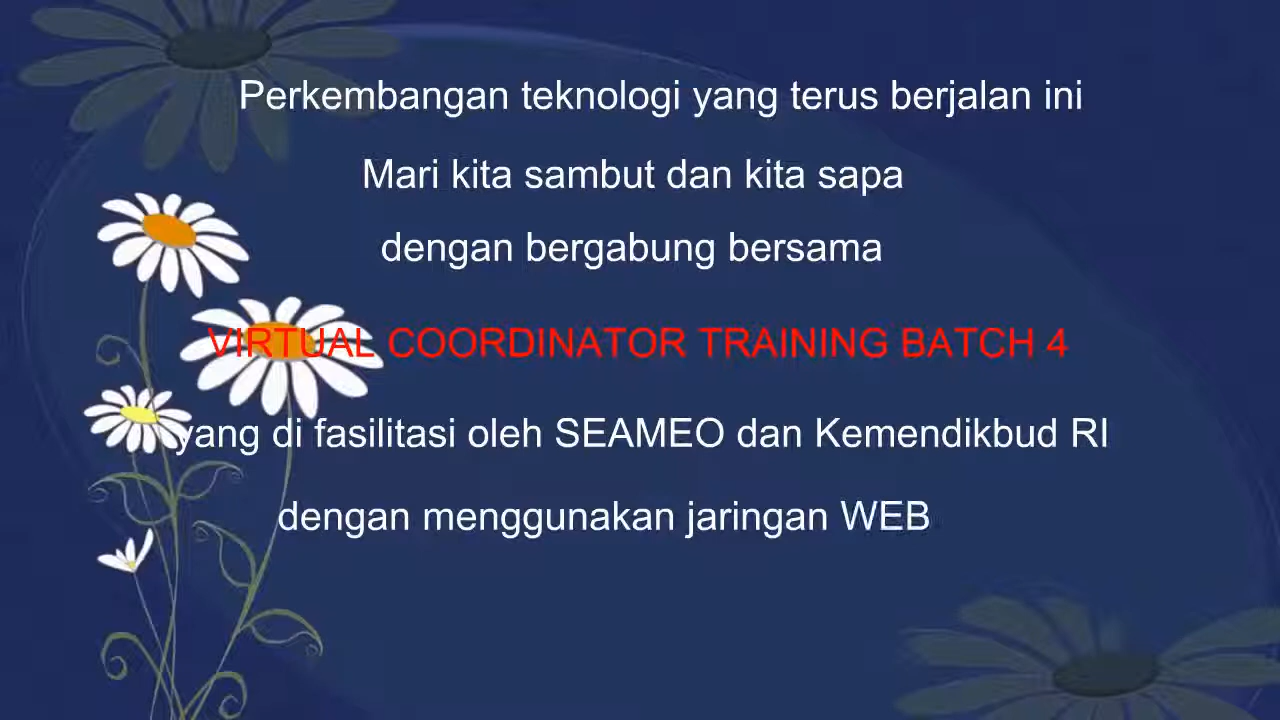 Perkembangan teknologi yang terus berjalan ini
Mari kita sambut dan kita sapa
dengan bergabung bersama
VIRTUAL COORDINATOR TRAINING BATCH 4
yang di fasilitasi oleh SEAMEO dan Kemendikbud RI
dengan menggunakan jaringan WEB